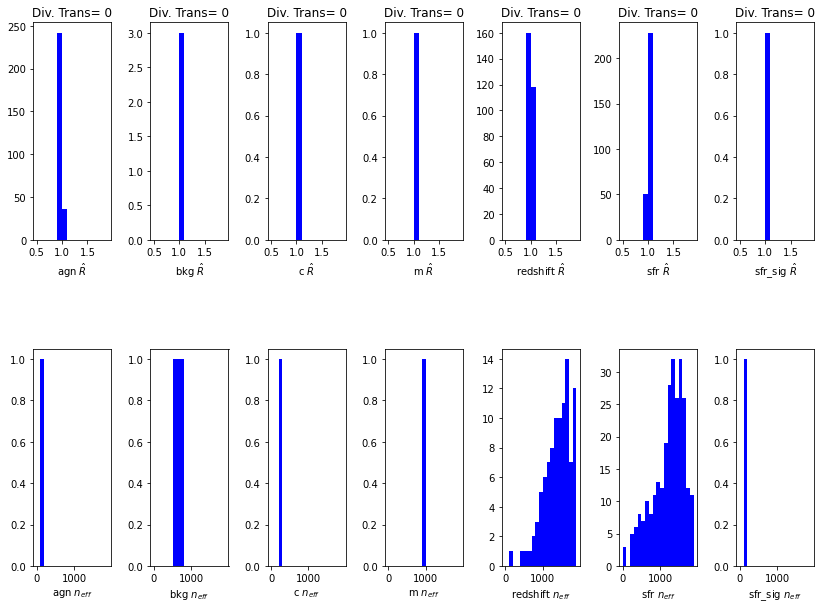 Div. Trans= 0 Div. Trans= 0 Div. Trans= 0 Div. Trans= 0 Div. Trans= 0 Div. Trans= 0 Div. Trans= 0
250 3.0 1.0 1.0 160 1.0
200 2.5 0.8 0.8 140 200 0.8
150 2.0 0.6 0.6 120 150 0.6
100 1.5 0.4 0.4 100 100 0.4
50 1.0 0.2 0.2 80 50 0.2
0 0.5 0.0 0.0 60 0 0.0
0.0 40
20
0
0.5 1.0 1.5 0.5 1.0 1.5 0.5 1.0 1.5 0.5 1.0 1.5 0.5 1.0 1.5 0.5 1.0 1.5 0.5 1.0 1.5
agn R̂ bkg R̂ c R̂ m R̂ redshift R̂ sfr R̂ sfr_sig R̂
1.0 1.0 1.0 1.0 14 30 1.0
0.8 0.8 0.8 0.8 12 25 0.8
0.6 0.6 0.6 0.6 10 20 0.6
0.4 0.4 0.4 0.4 8 15 0.4
0.2 0.2 0.2 0.2 6 10 0.2
0.0 0.0 0.0 0.0 4 5 0.0
2 0
0
0 1000 0 1000 0 1000 0 1000 0 1000 0 1000 0 1000
agn n_eff bkg n_eff c n_eff m n_eff redshift n_eff sfr n_eff sfr_sig n_eff